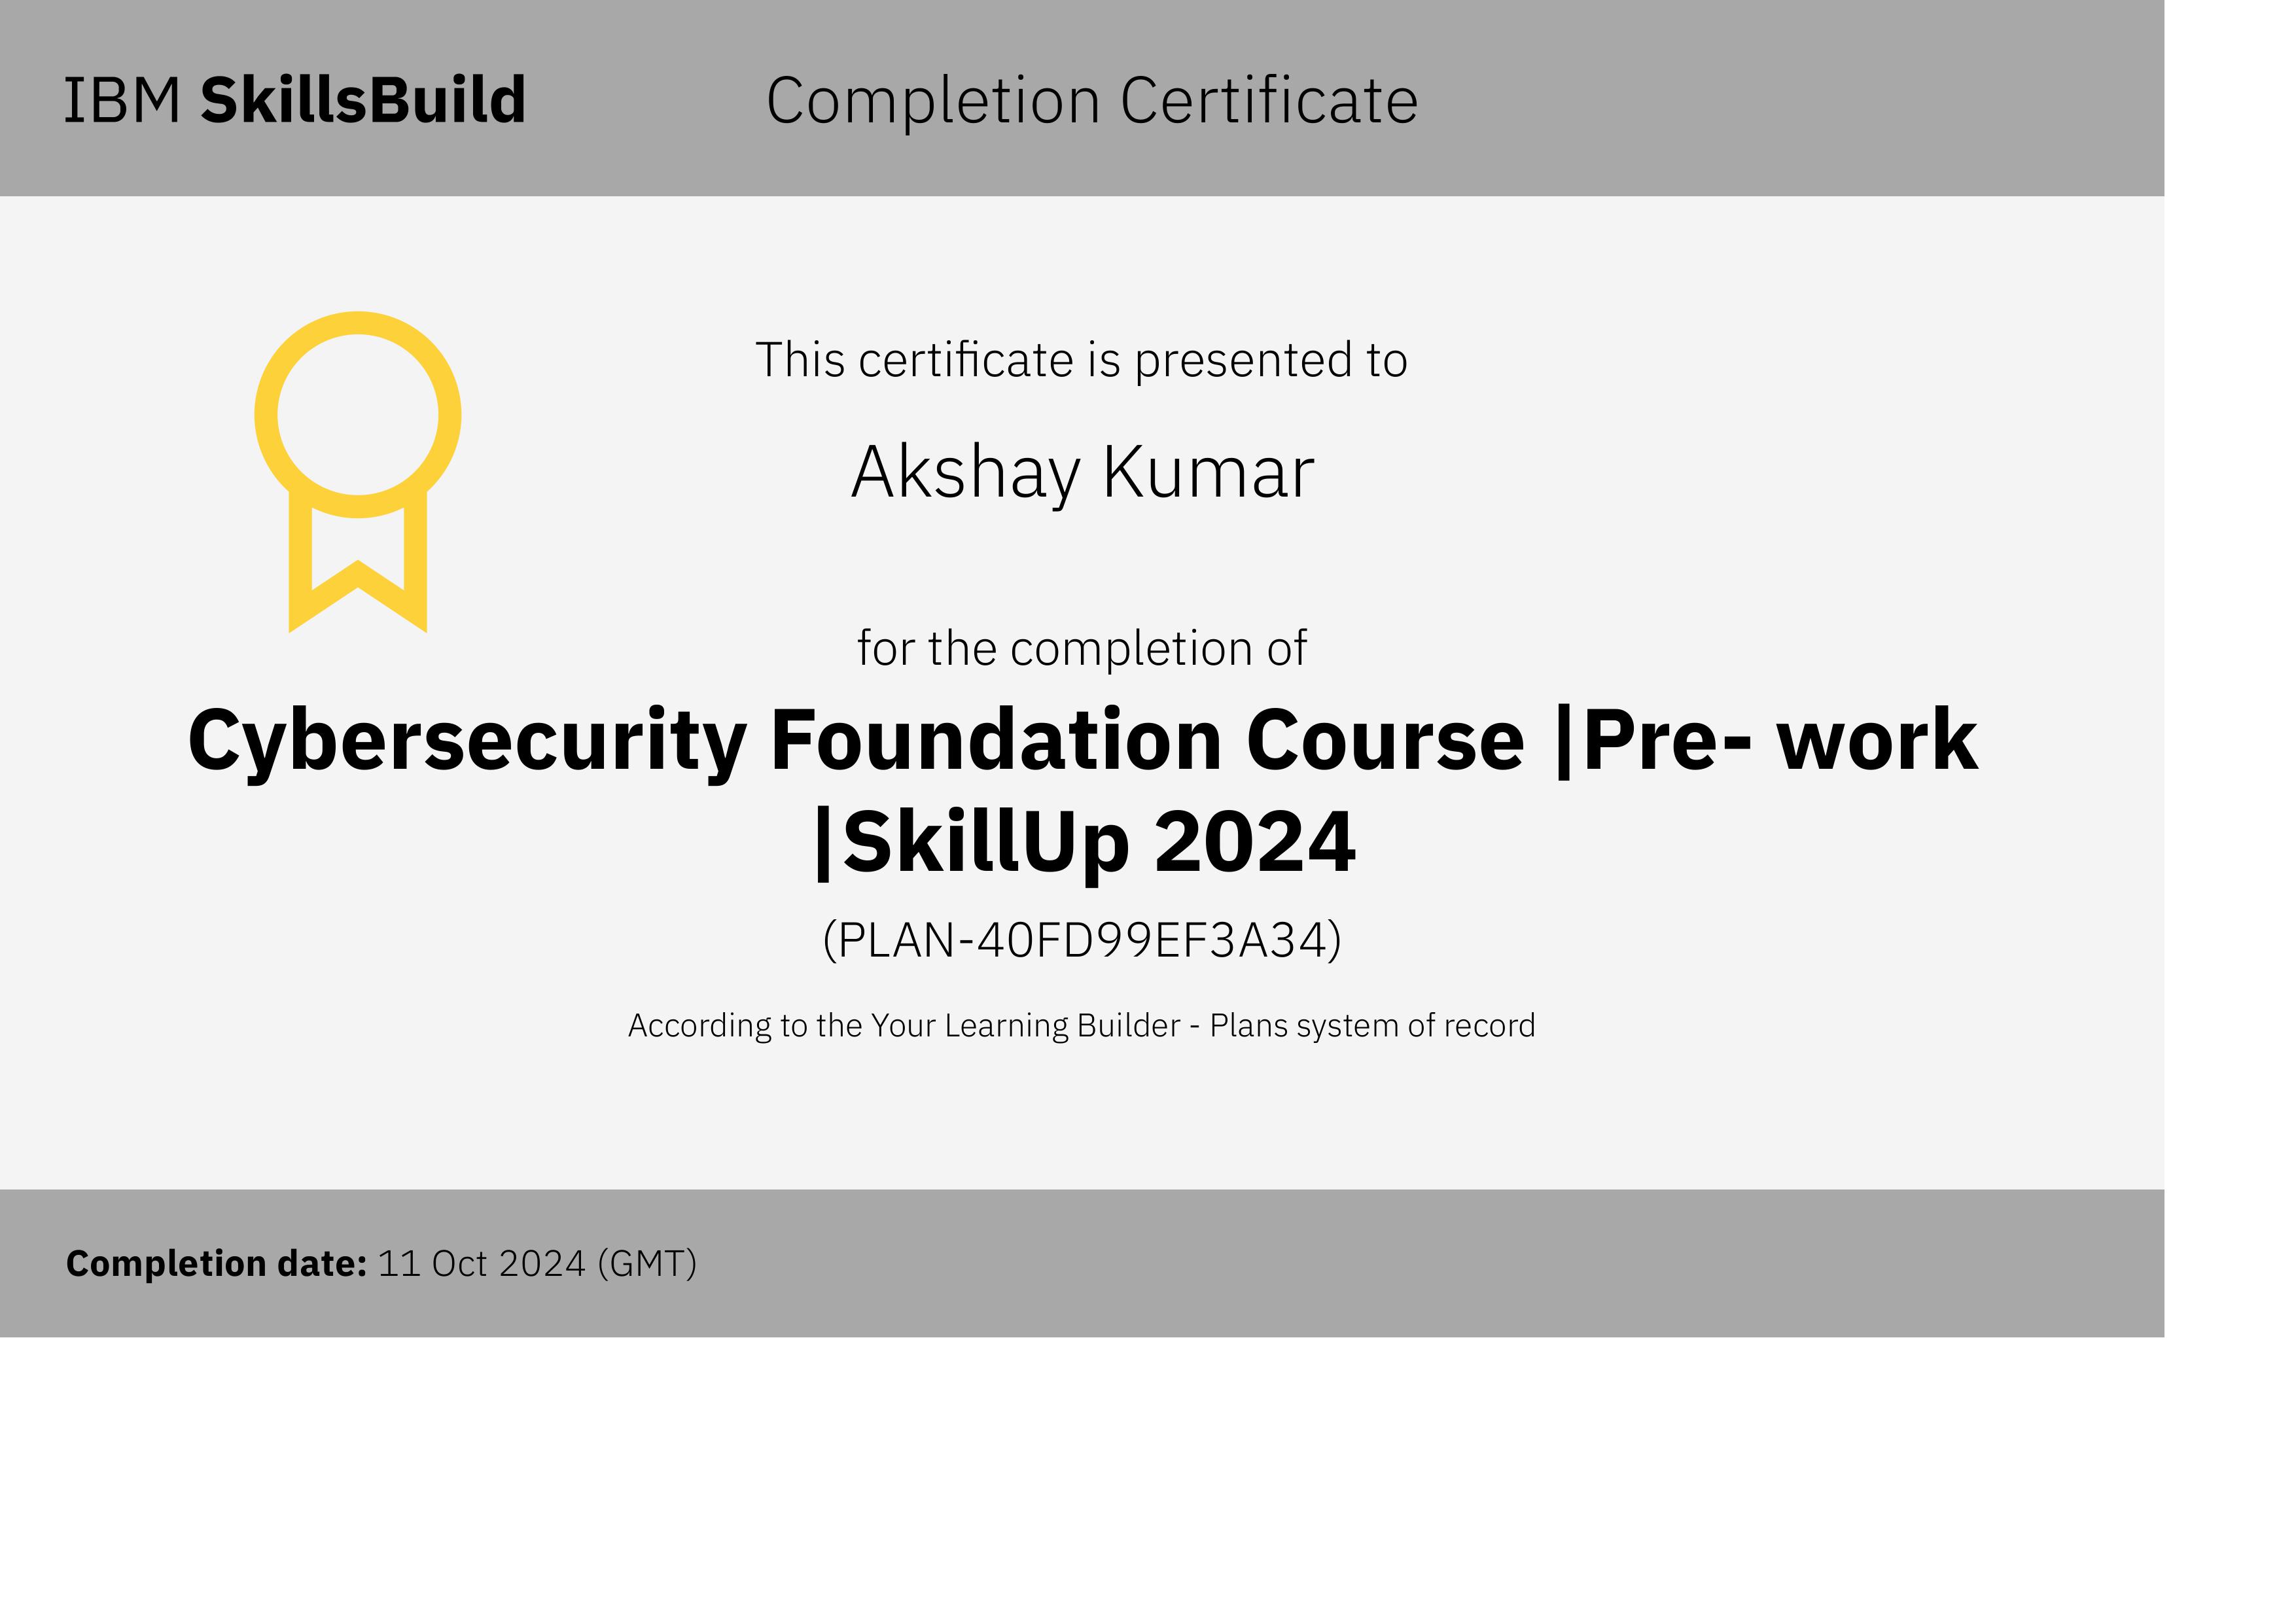 IBM SkillsBuild
Completion Certificate
This certificate is presented to
Akshay Kumar
for the completion of
Cybersecurity Foundation Course |Pre- work
|SkillUp 2024
(PLAN-40FD99EF3A34)
According to the Your Learning Builder - Plans system of record
Completion date: 11 Oct 2024 (GMT)